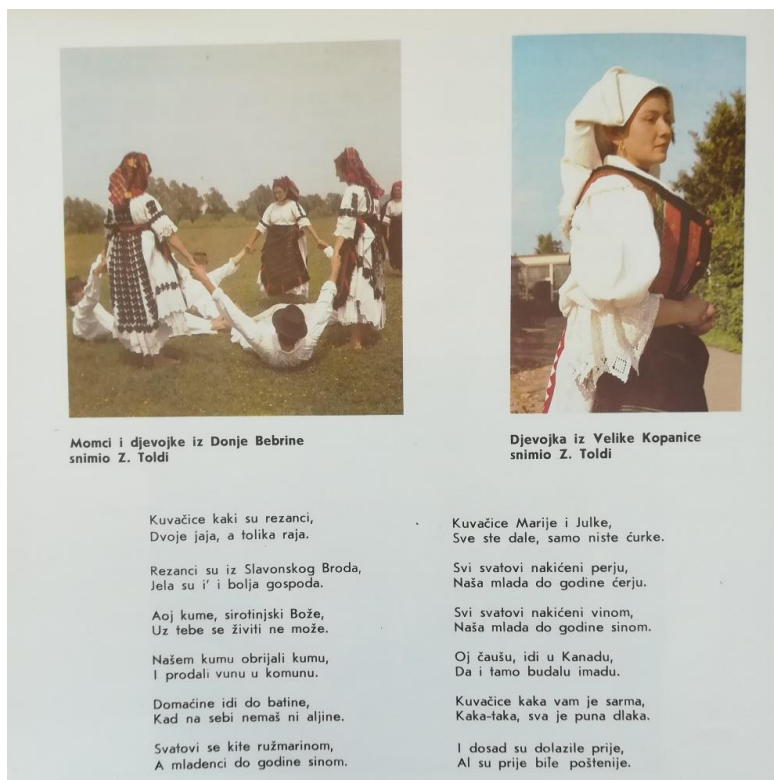 Momci i djevojke iz Donje Bebrine
snimio Z. Toldi
Djevojka iz Velike Kopanice
snimio Z. Toldi
Kuvačice kaki su rezanci,
Dvoje jaja, a tolika raja.
Rezanci su iz Slavonskog Broda,
Jela su i' i bolja gospoda.
Aoj kume, sirotinjski Bože,
Uz tebe se živiti ne može.
Našem kumu obrijali kumu,
I prodali vunu u komunu.
Domaćine idi do batine,
Kad na sebi nemaš ni aljine.
Svatovi se kite ružmarinom,
A mladenci do godine sinom.
Kuvačice Marije i Julke,
Sve ste dale, samo niste ćurke.
Svi svatovi nakićeni perju,
Naša mlada do godine ćerju.
Svi svatovi nakićeni vinom,
Naša mlada do godine sinom.
Oj čaušu, idi u Kanadu,
Da i tamo budalu imadu.
Kuvačice kaka vam je sarma,
Kaka-taka, sva je puna dlaka.
I dosad su dolazile prije,
Al su prije bile poštenije.